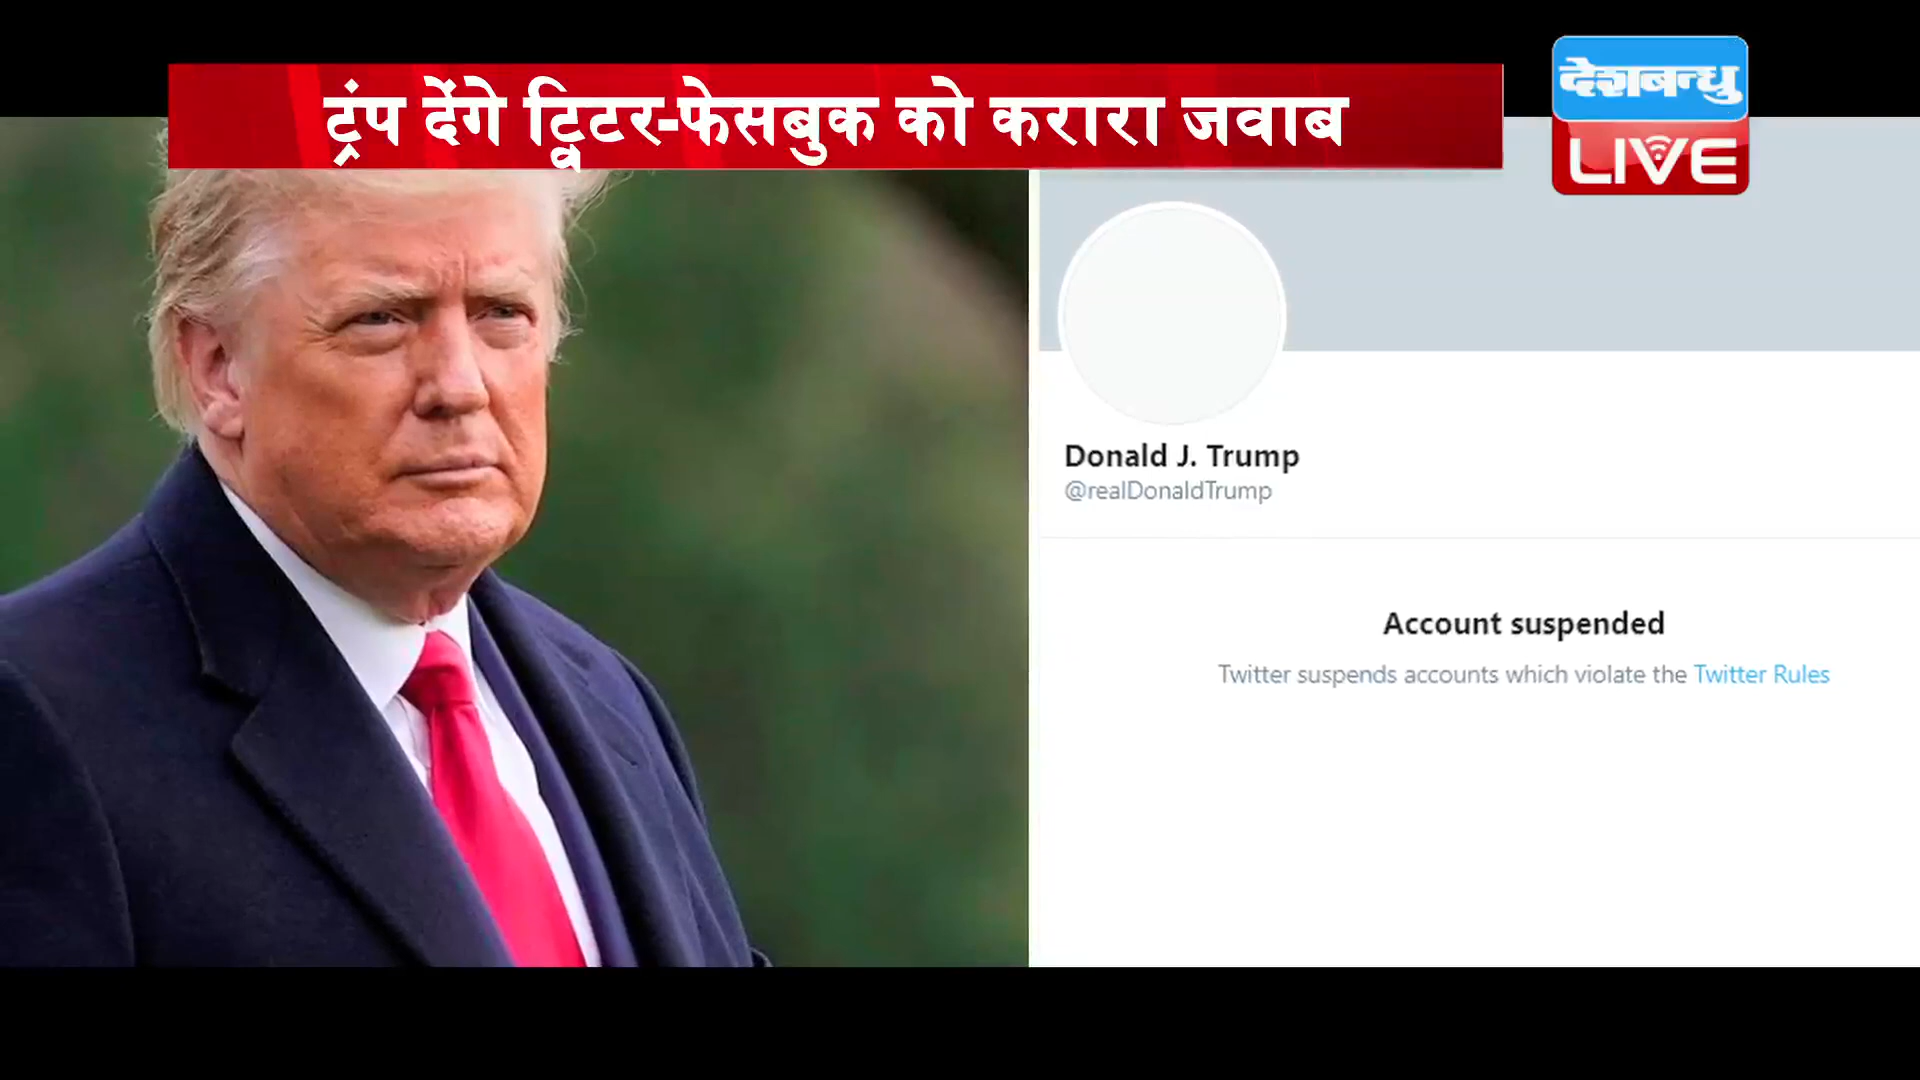 ट्रंप देंगे ट्विटर-फेसबुक को करारा जवाब
देशबन्धु
LIVE
Donald J. Trump
@realDonaldTrump
Account suspended
Twitter suspends accounts which violate the Twitter Rules